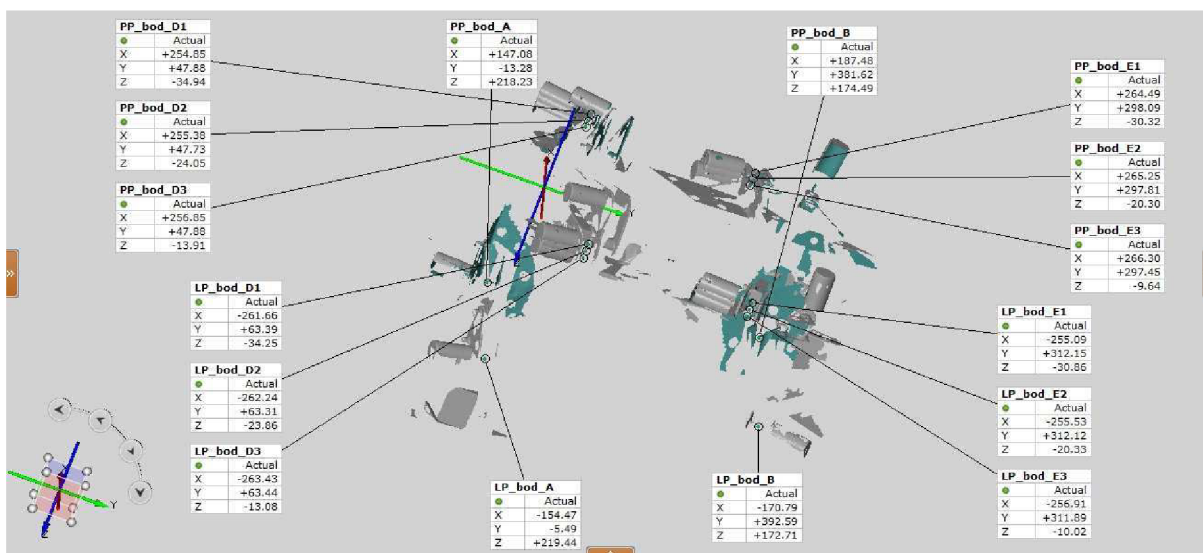 PP_bod_D1
Actual
X +254.85
Y +47.88
Z -34.94
PP_bod_A
Actual
X +147.08
Y -13.28
Z +218.23
PP_bod_B
Actual
X +187.48
Y +381.62
Z +174.49
PP_bod_E1
Actual
X +264.49
Y +298.09
Z -30.32
PP_bod_D2
Actual
X +255.38
Y +47.73
Z -24.05
PP_bod_E2
Actual
X +265.25
Y +297.81
Z -20.30
PP_bod_D3
Actual
X +256.85
Y +47.88
Z -13.91
PP_bod_E3
Actual
X +266.30
Y +297.45
Z -9.64
Y
LP_bod_D1
Actual
X -261.66
Y +63.39
Z -34.25
LP_bod_E1
Actual
X -255.09
Y +312.15
Z -30.86
LP_bod_D2
Actual
X -262.24
Y +63.31
Z -23.86
LP_bod_E2
Actual
X -255.53
Y +312.12
Z -20.33
LP_bod_D3
Actual
X -263.43
Y +63.44
Z -13.08
LP_bod_A
Actual
X -154.47
Y -5.49
Z +219.44
LP_bod_B
Actual
X -170.79
Y +392.59
Z +172.71
LP_bod_E3
Actual
X -256.91
Y +311.89
Z -10.02
X
Y
Z